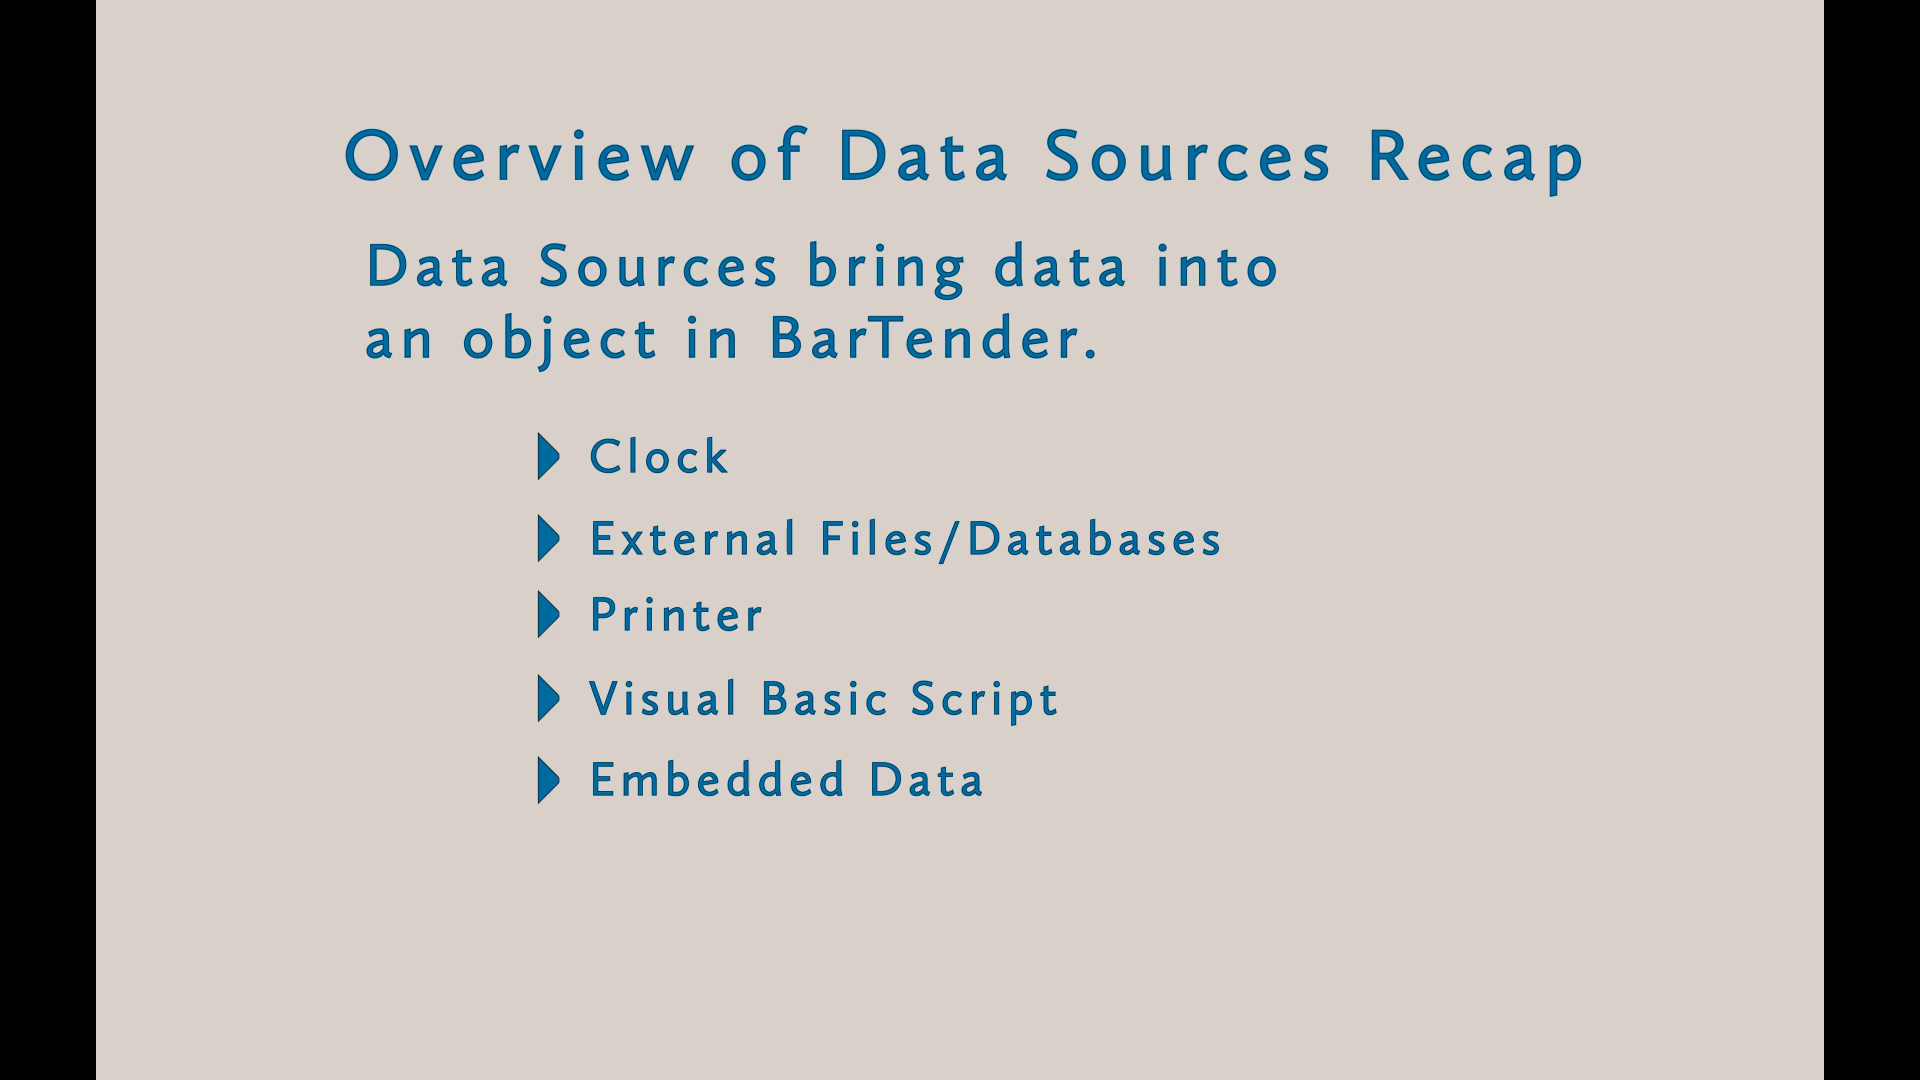 Overview of Data Sources Recap
Data Sources bring data into
an object in BarTender.
Clock
External Files/Databases
Printer
Visual Basic Script
Embedded Data